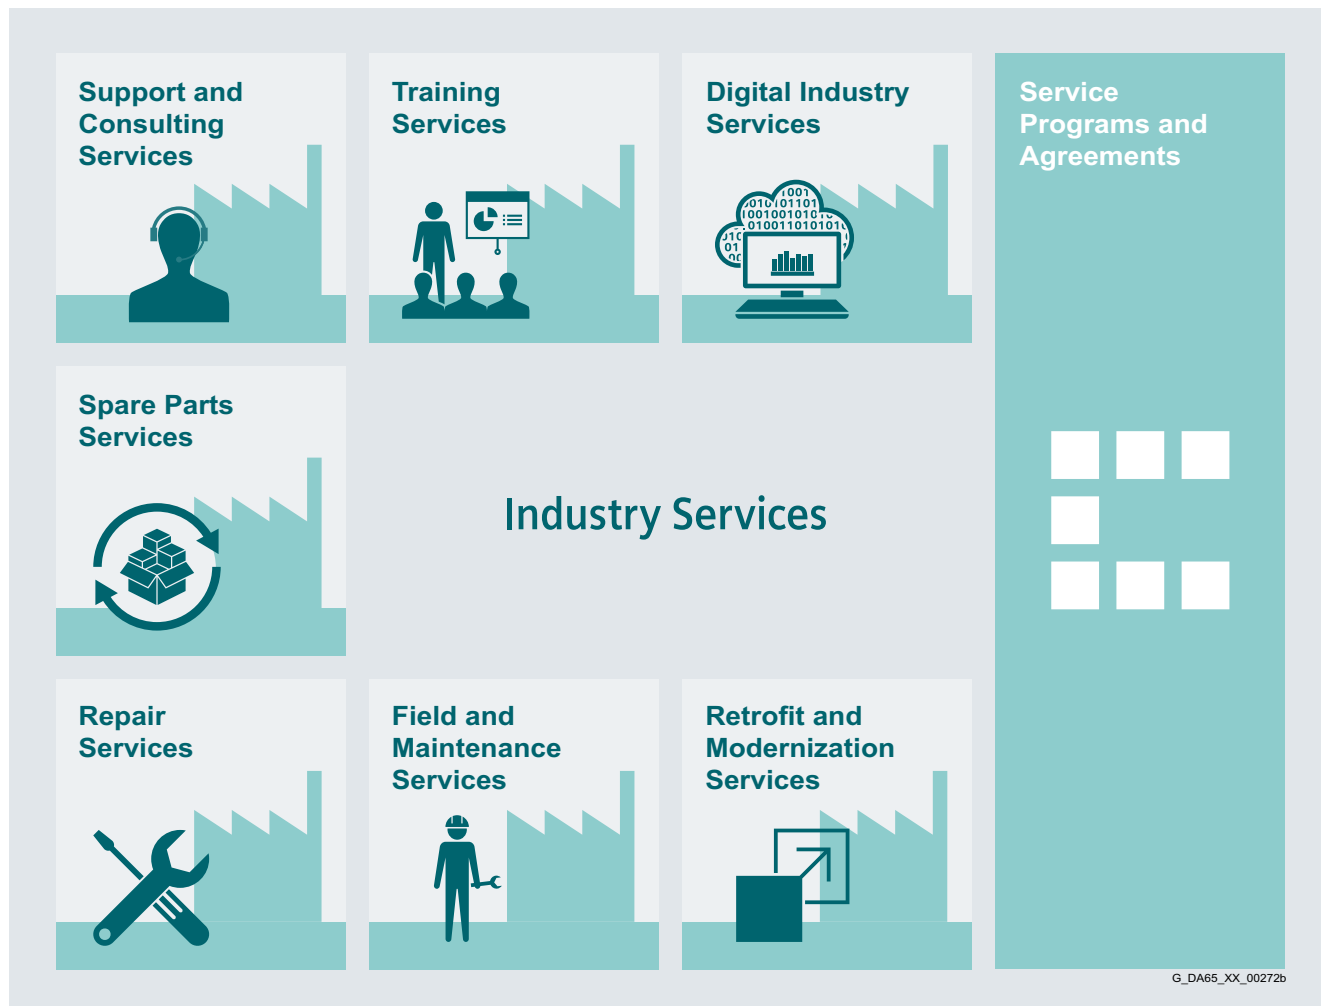 Support and
Consulting
Services
Training
Services
Digital Industry
Services
Service
Programs and
Agreements
Spare Parts
Services
Industry Services
Repair
Services
Field and
Maintenance
Services
Retrofit and
Modernization
Services
G_DA65_XX_00272b